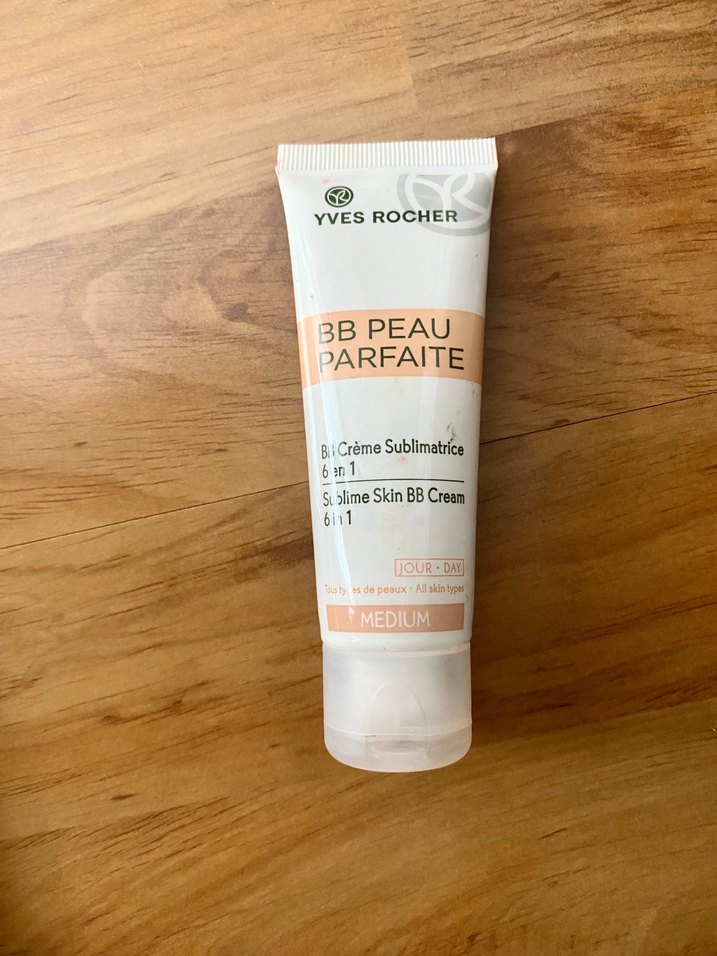 YVES ROCHER
BB PEAU
PARFAITE
BB Crème Sublimatrice
6 en 1
Sublime Skin BB Cream
6 in 1
JOUR • DAY
Tous types de peaux • All skin types
MEDIUM